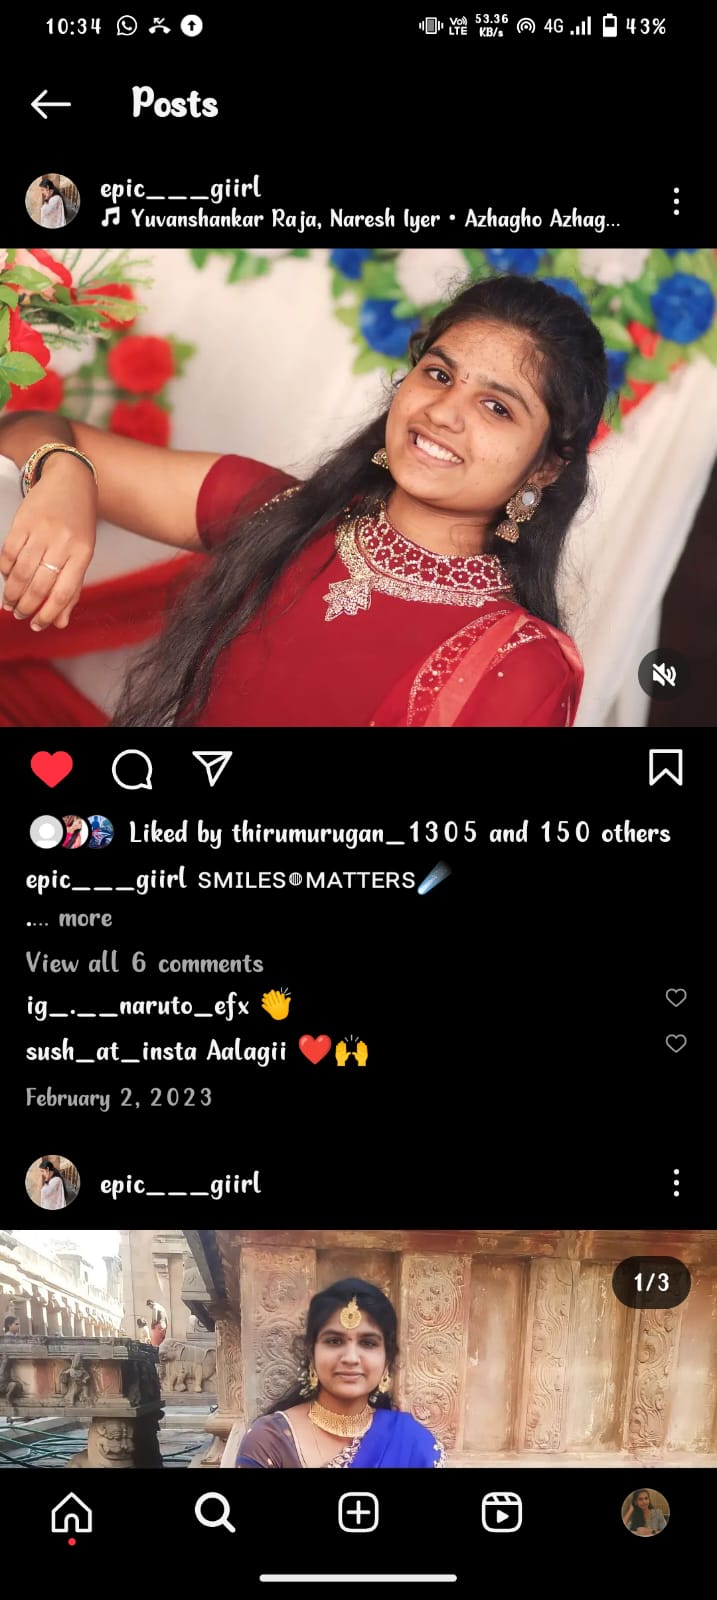 10:34 Vo) LTE 53.36 KB/s 4G 43%
Posts
epic___giirl
Yuvanshankar Raja, Naresh Iyer • Azhagho Azhag...
Liked by thirumurugan_1305 and 150 others
epic___giirl SMILES◍MATTERS☄️
.... more
View all 6 comments
ig_.__naruto_efx 👏
sush_at_insta Aalagii ❤️🙌
February 2, 2023
epic___giirl
1/3